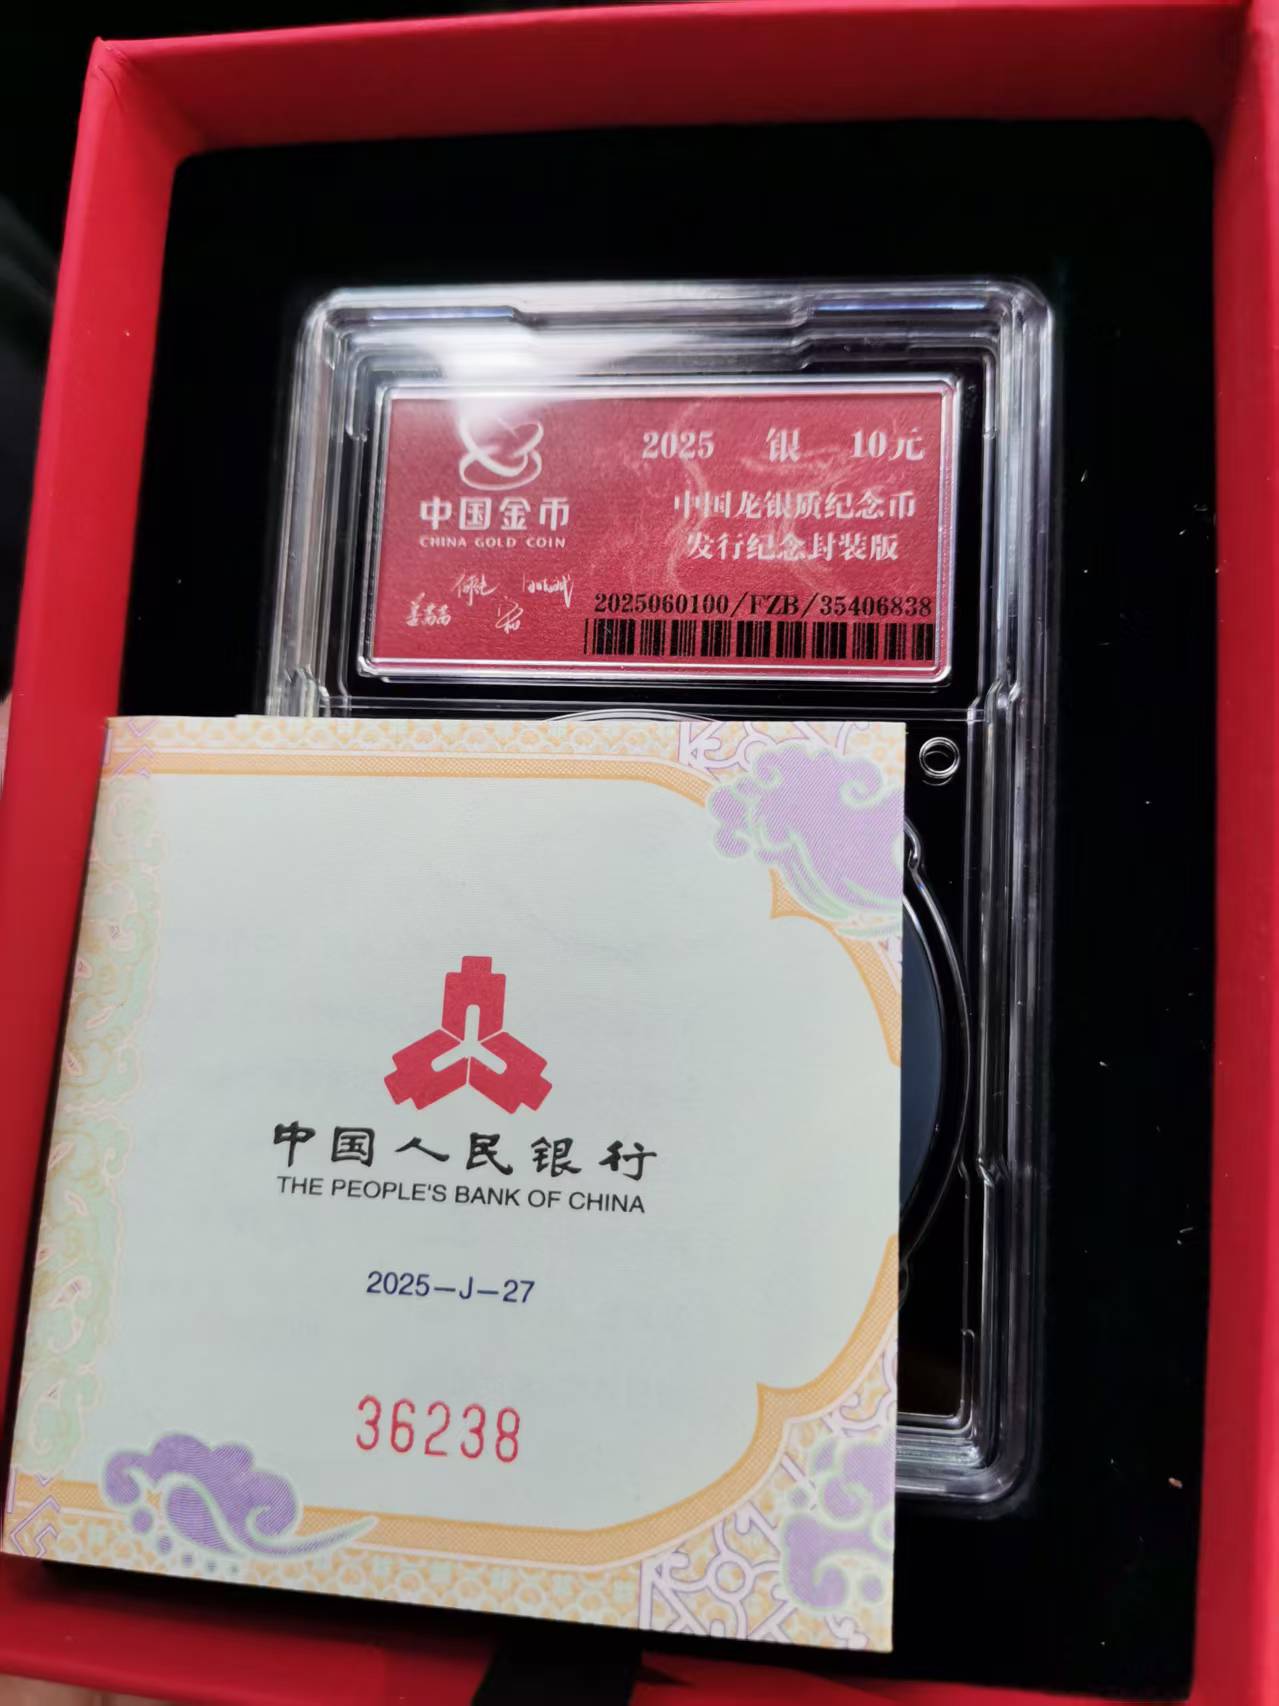 2025 银 10元
中国金币
CHINA GOLD COIN
中国龙银质纪念币
发行纪念封装版
2025060100/FZB/35406838
中国人民银行
THE PEOPLE'S BANK OF CHINA
2025-J-27
36238